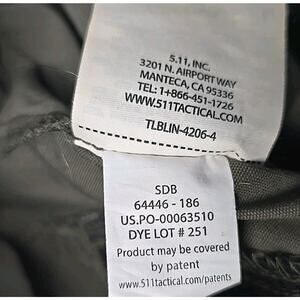 5.11, INC.
3201 N. AIRPORT WAY
MANTECA, CA 95336
TEL: 1+866-451-1726
WWW.511TACTICAL.COM
TLBLIN-4206-4
SDB
64446 - 186
US.PO-00063510
DYE LOT # 251
Product may be covered
by patent
www.511tactical.com/patents